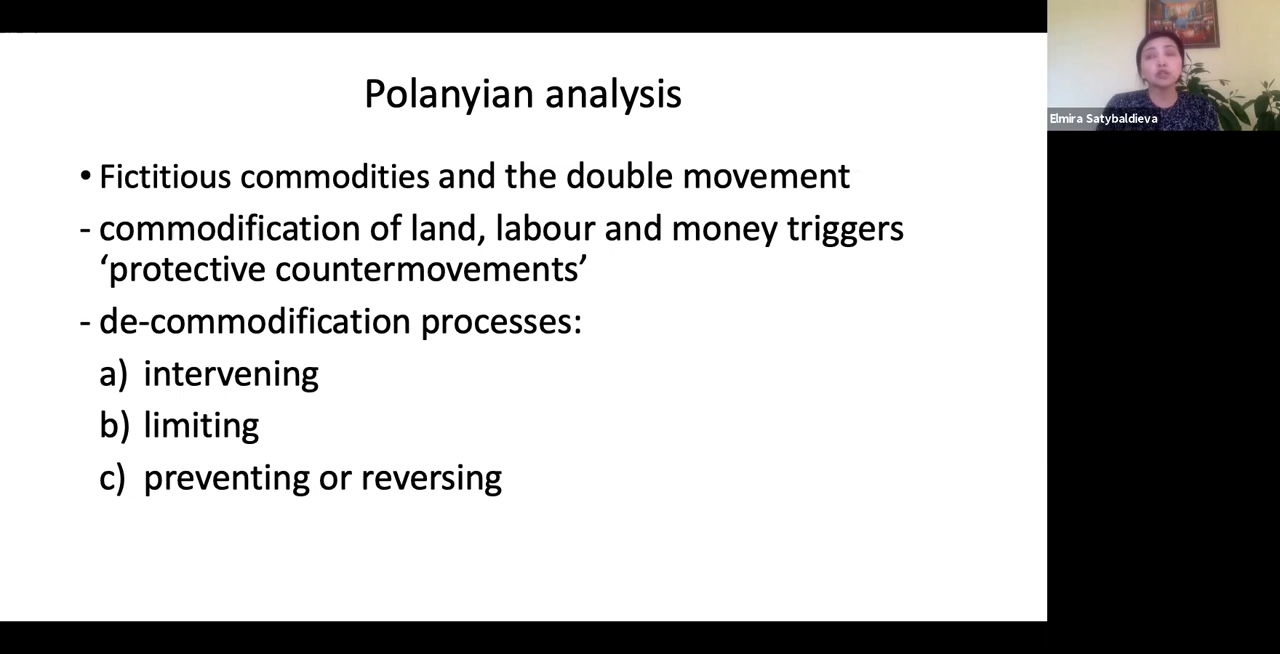 Polyanyian analysis
• Fictitious commodities and the double movement
- commodification of land, labour and money triggers
‘protective countermovements’
- de-commodification processes:
a) intervening
b) limiting
c) preventing or reversing
Elmira Satybaldieva